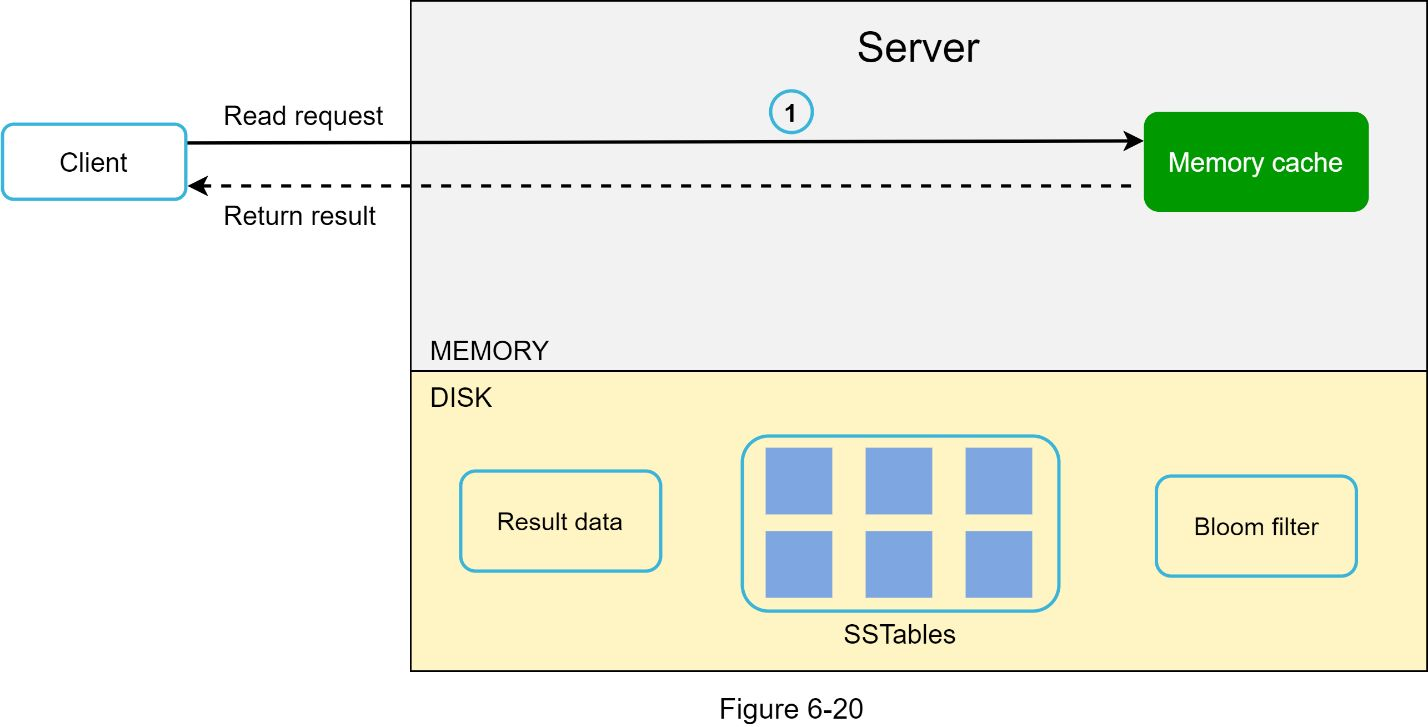 Server
Read request
1
Client
Memory cache
Return result
MEMORY
DISK
Result data
Bloom filter
SSTables
Figure 6-20